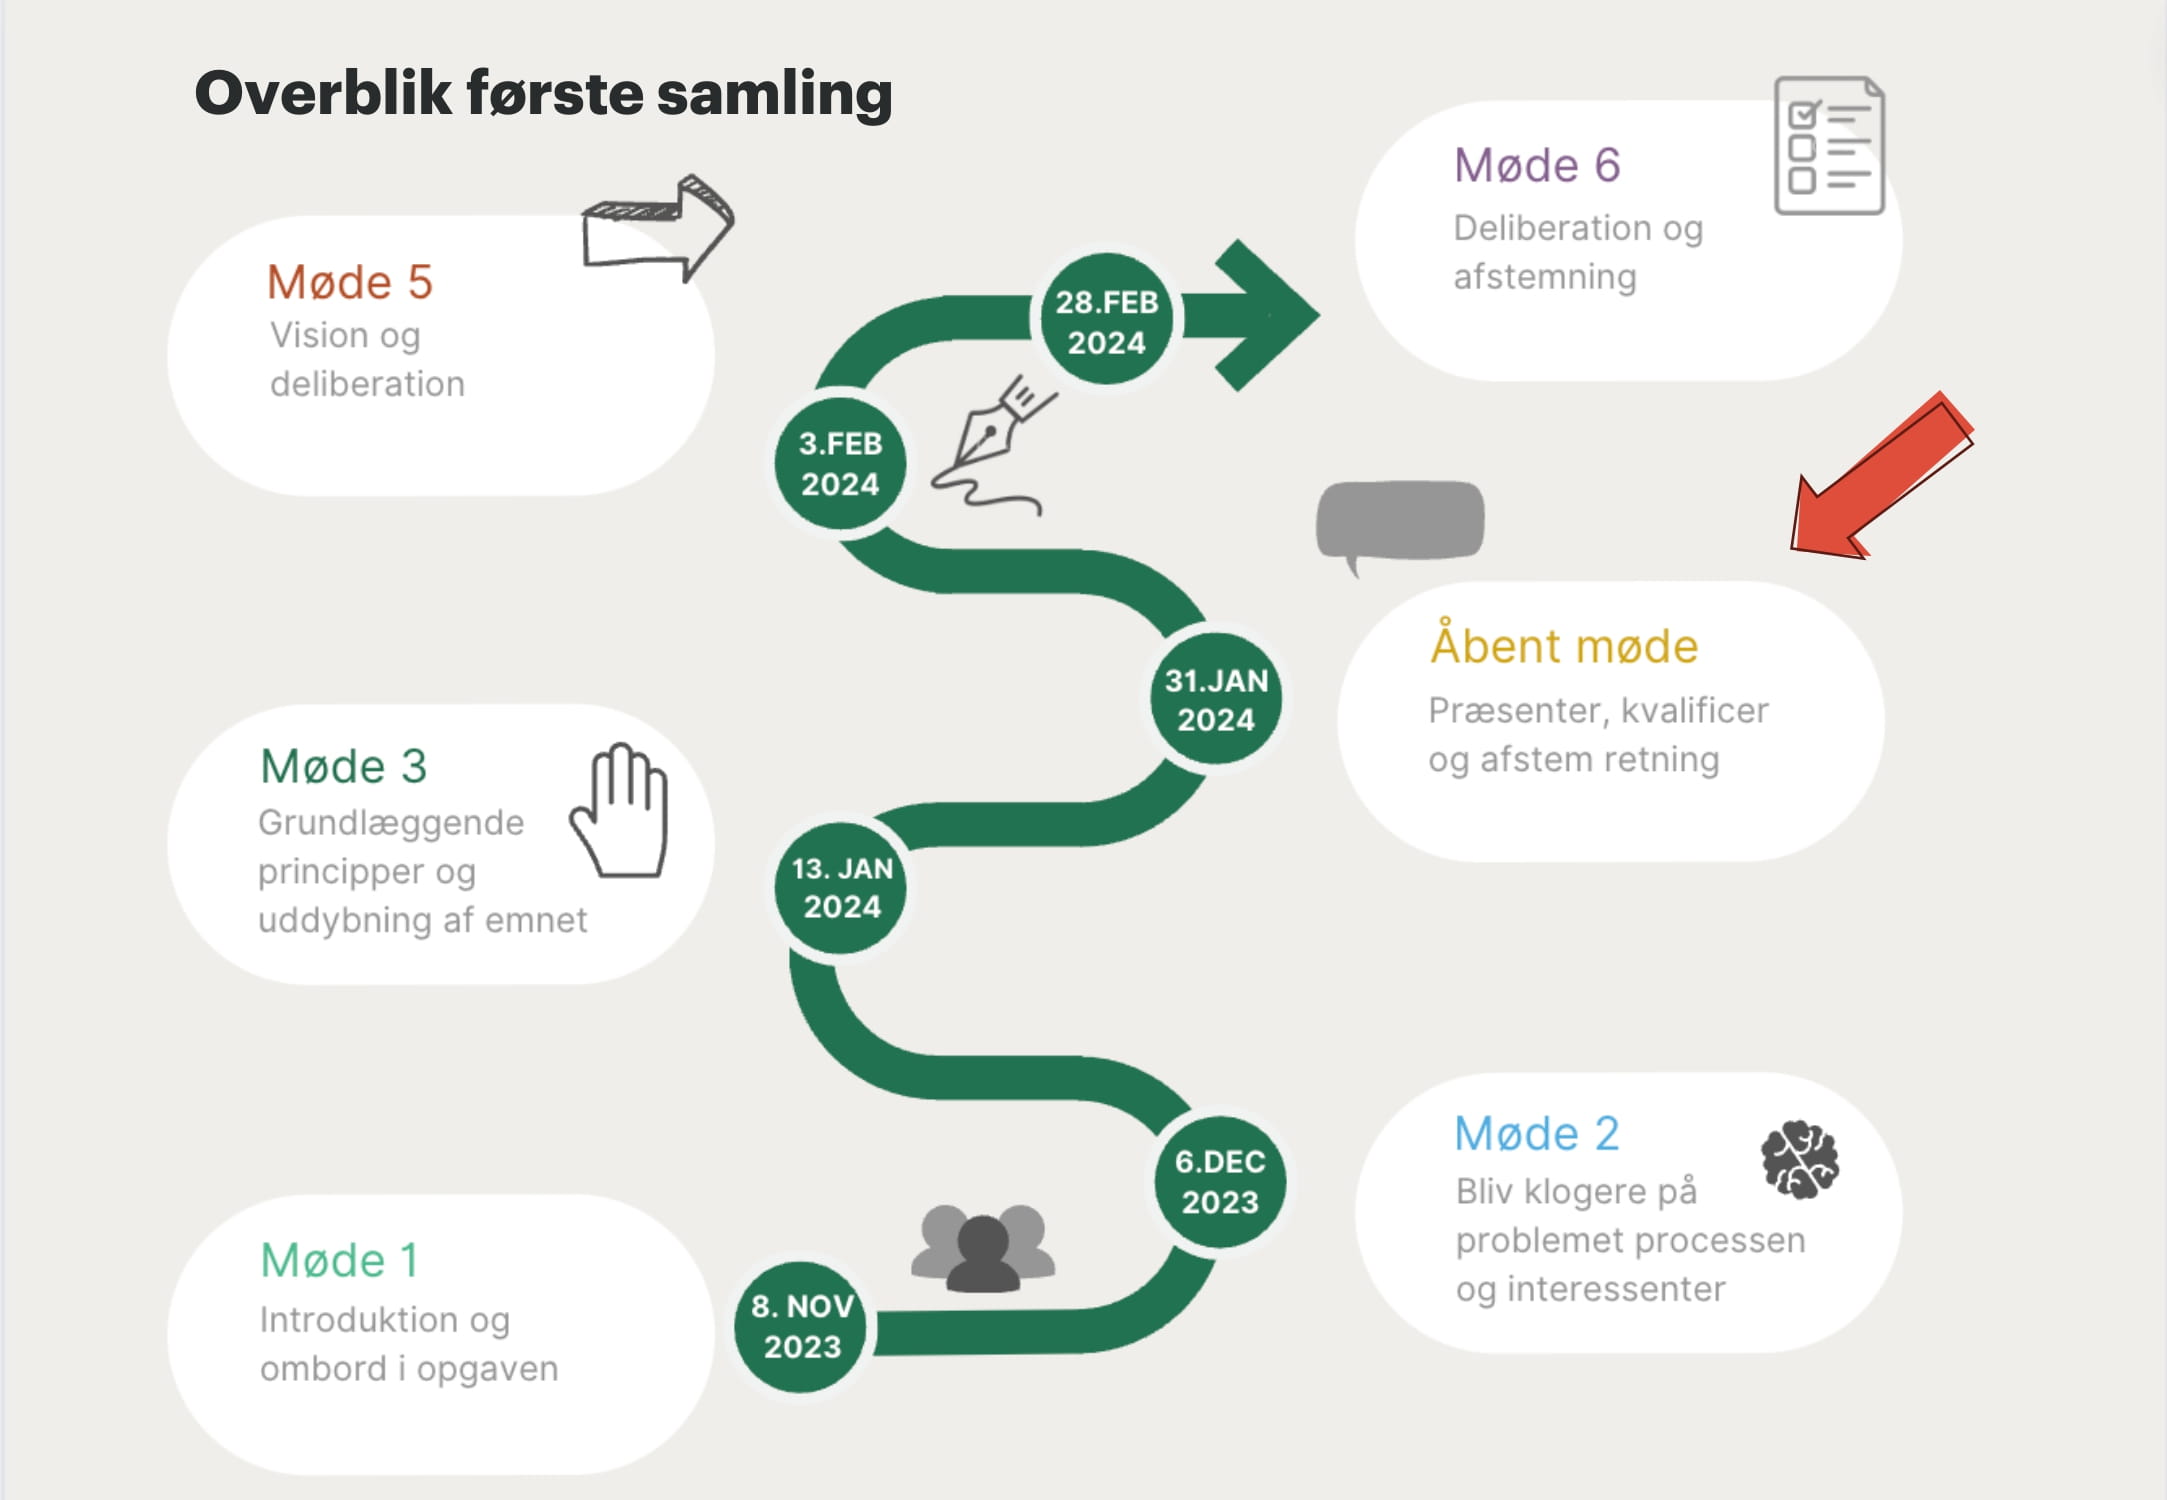 Overblik første samling
Møde 6
Deliberation og
afstemning
Møde 5
Vision og
deliberation
28.FEB
2024
3.FEB
2024
Åbent møde
Præsenter, kvalificer
og afstem retning
31.JAN
2024
Møde 3
Grundlæggende
principper og
uddybning af emnet
13. JAN
2024
Møde 2
Bliv klogere på
problemet processen
og interessenter
6.DEC
2023
Møde 1
Introduktion og
ombord i opgaven
8. NOV
2023